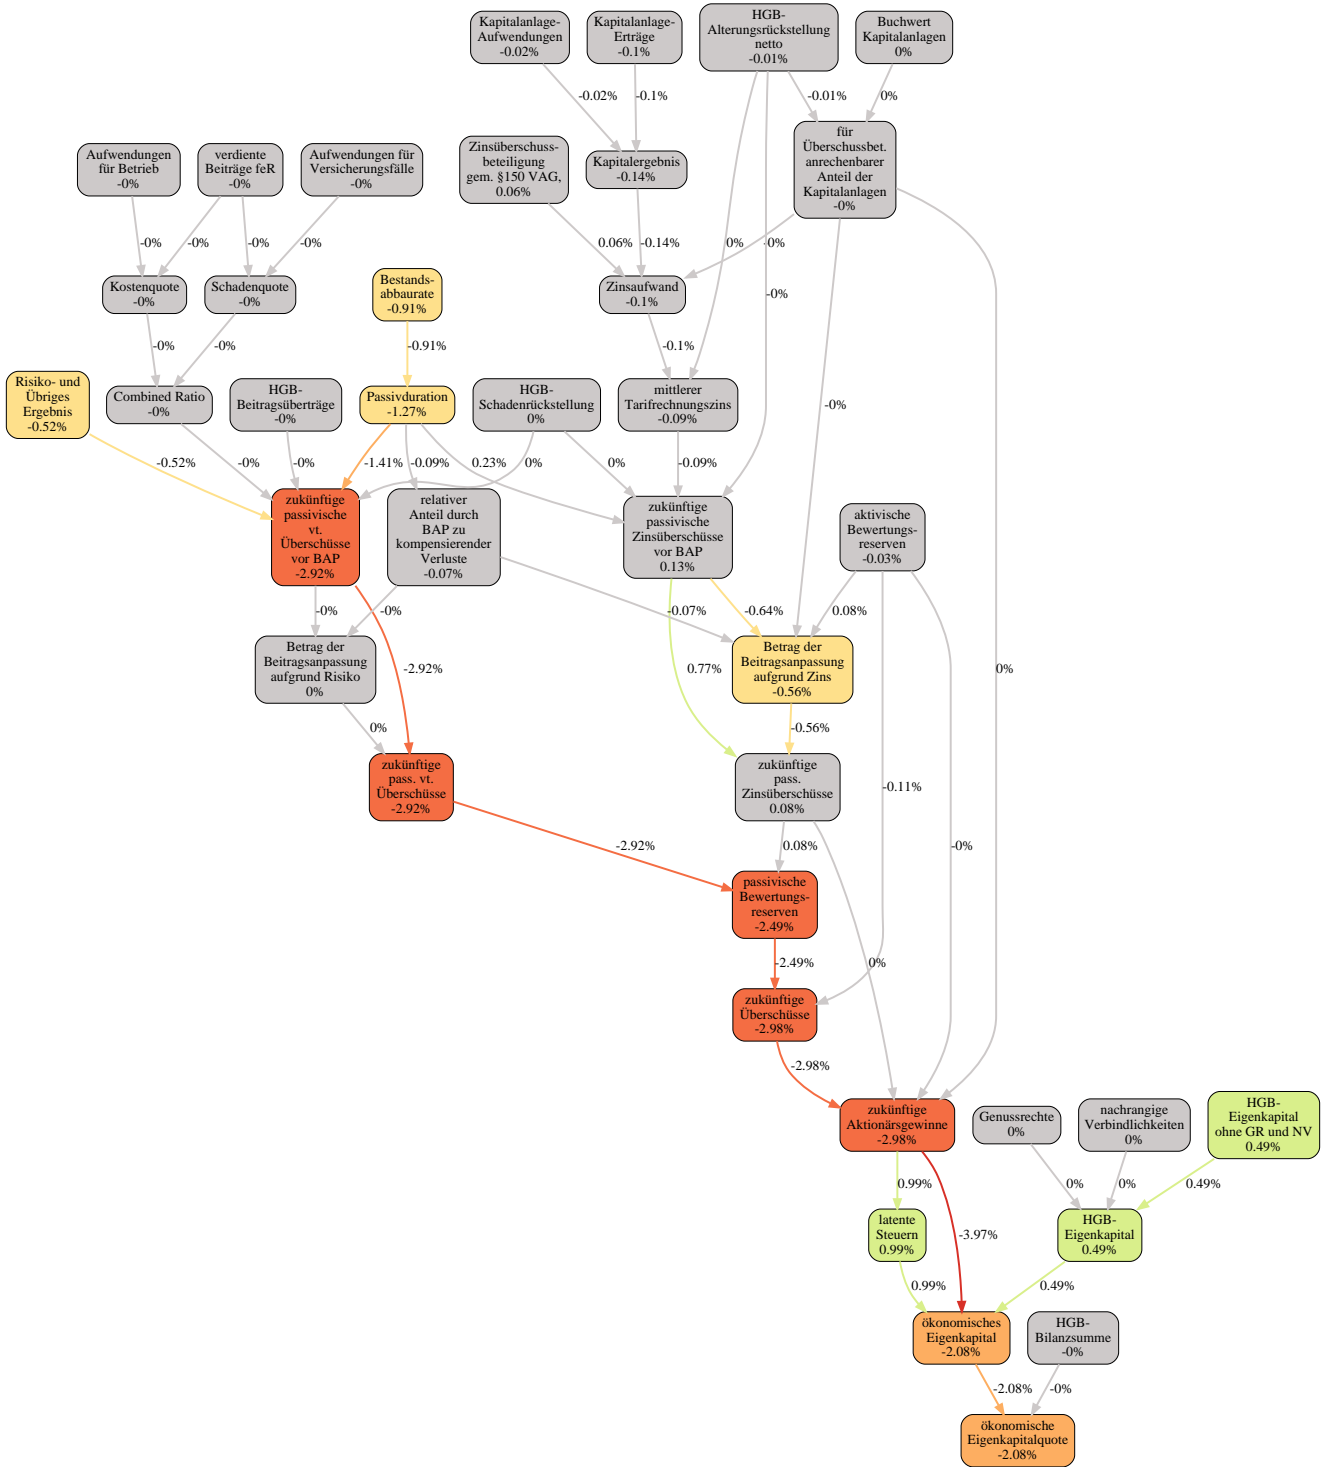 Kapitalanlage-
Aufwendungen
-0.02%
Kapitalanlage-
Erträge
-0.1%
HGB-
Alterungsrückstellung
netto
-0.01%
Buchwert
Kapitalanlagen
0%
-0.02%
-0.1%
-0.01%
0%
Aufwendungen
für Betrieb
-0%
verdiente
Beiträge feR
-0%
Aufwendungen für
Versicherungsfälle
-0%
Zinsüberschuss-
beteiligung
gem. §150 VAG,
0.06%
Kapitalergebnis
-0.14%
für
Überschussbet.
anrechenbarer
Anteil der
Kapitalanlagen
-0%
-0%
-0%
-0%
-0%
0.06%
-0.14%
0%
-0%
Kostenquote
-0%
Schadenquote
-0%
Bestands-
abbaurate
-0.91%
Zinsaufwand
-0.1%
-0%
-0%
-0%
-0.91%
-0.1%
Risiko- und
Übriges
Ergebnis
-0.52%
Combined Ratio
-0%
HGB-
Beitragsüberträge
-0%
Passivduration
-1.27%
HGB-
Schadenrückstellung
0%
mittlerer
Tarifrechnungszins
-0.09%
-0%
-0.52%
-0%
-0%
-1.41%
-0.09%
0.23%
0%
0%
-0.09%
zukünftige
passivische
vt.
Überschüsse
vor BAP
-2.92%
relativer
Anteil durch
BAP zu
kompensierender
Verluste
-0.07%
zukünftige
passivische
Zinsüberschüsse
vor BAP
0.13%
aktivische
Bewertungs-
reserven
-0.03%
-0%
-0%
-0.07%
-0.64%
0.08%
Betrag der
Beitragsanpassung
aufgrund Risiko
0%
-2.92%
0.77%
Betrag der
Beitragsanpassung
aufgrund Zins
-0.56%
0%
0%
-0.56%
zukünftige
pass. vt.
Überschüsse
-2.92%
zukünftige
pass.
Zinsüberschüsse
0.08%
-0.11%
-2.92%
0.08%
-0%
passivische
Bewertungs-
reserven
-2.49%
-2.49%
0%
zukünftige
Überschüsse
-2.98%
-2.98%
zukünftige
Aktionärsgewinne
-2.98%
Genussrechte
0%
nachrangige
Verbindlichkeiten
0%
HGB-
Eigenkapital
ohne GR und NV
0.49%
0.99%
0%
0%
0.49%
latente
Steuern
0.99%
-3.97%
HGB-
Eigenkapital
0.49%
0.99%
0.49%
ökonomisches
Eigenkapital
-2.08%
HGB-
Bilanzsumme
-0%
-2.08%
-0%
ökonomische
Eigenkapitalquote
-2.08%